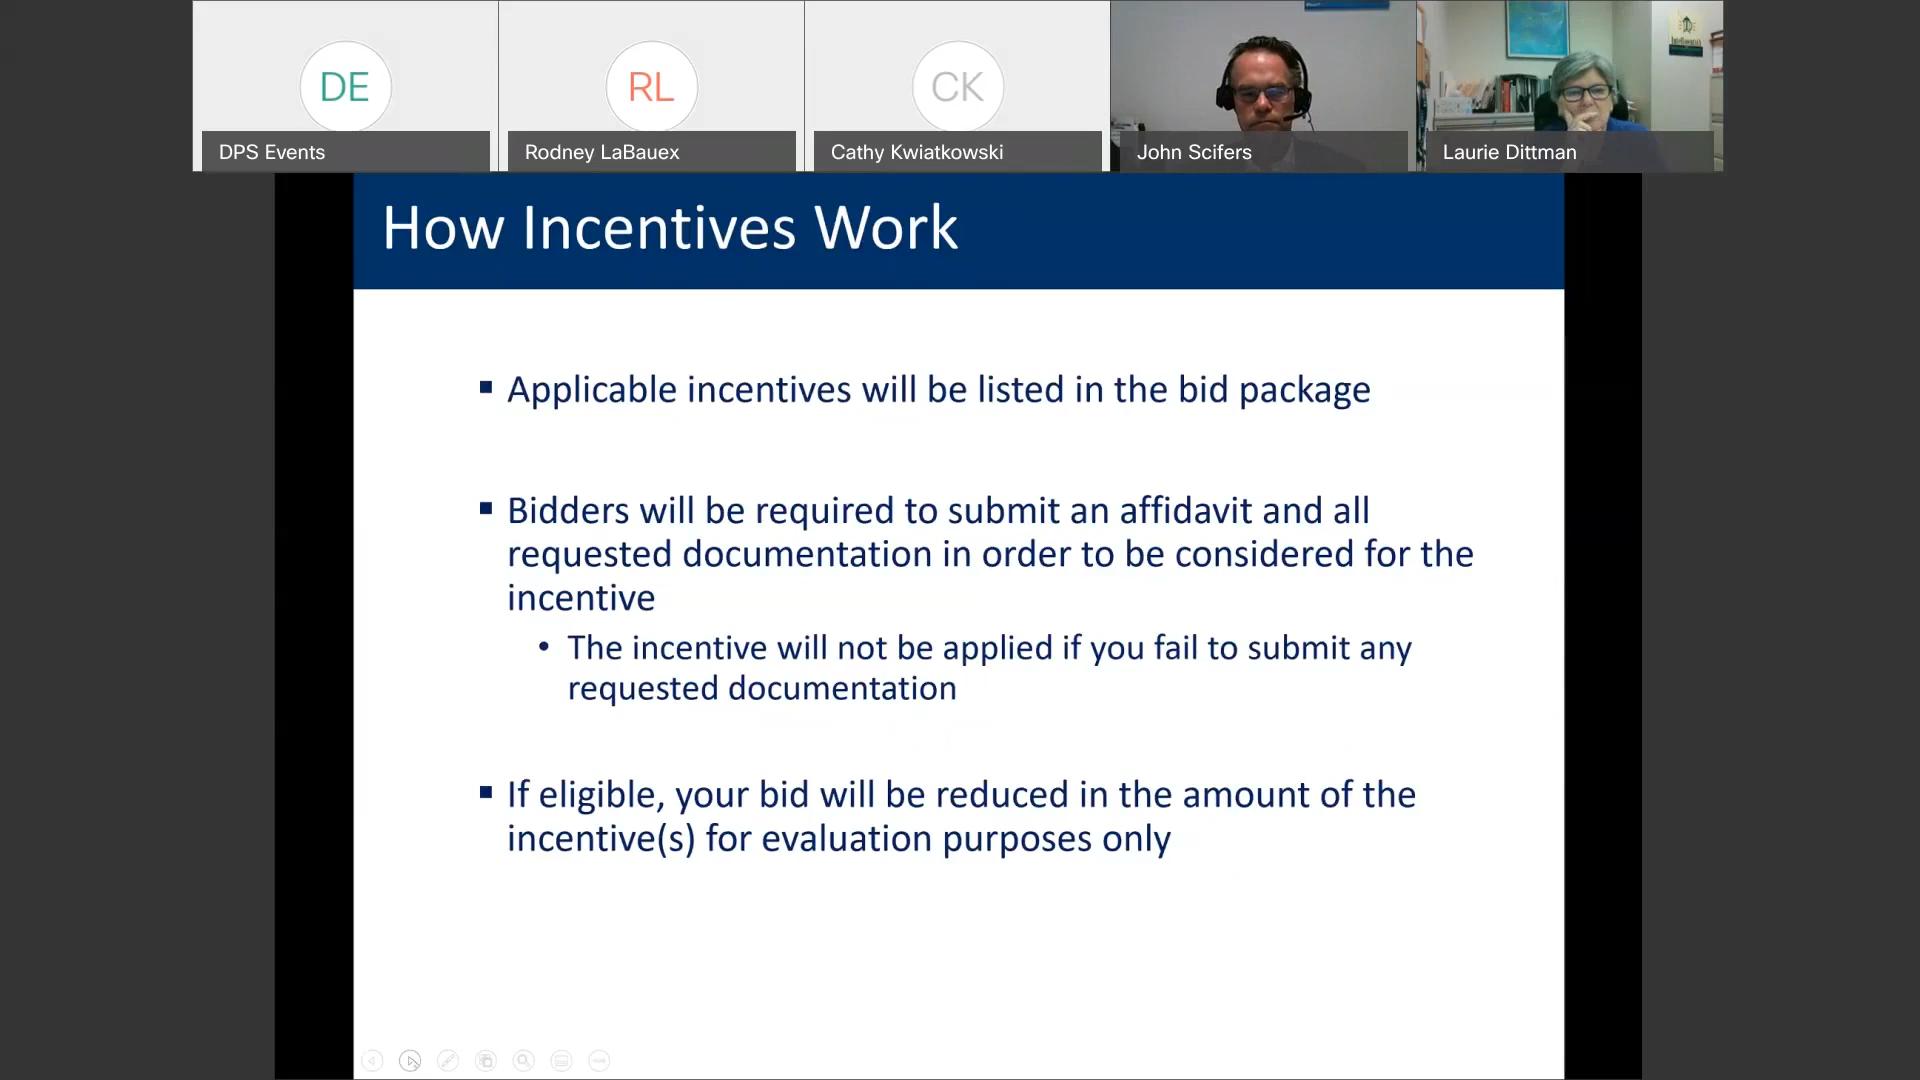 DE
RL
CK
DPS Events
Rodney LaBauex
Cathy Kwiatkowski
John Scifers
Laurie Dittman
How Incentives Work
▪ Applicable incentives will be listed in the bid package
▪ Bidders will be required to submit an affidavit and all
requested documentation in order to be considered for the
incentive
• The incentive will not be applied if you fail to submit any
requested documentation
▪ If eligible, your bid will be reduced in the amount of the
incentive(s) for evaluation purposes only